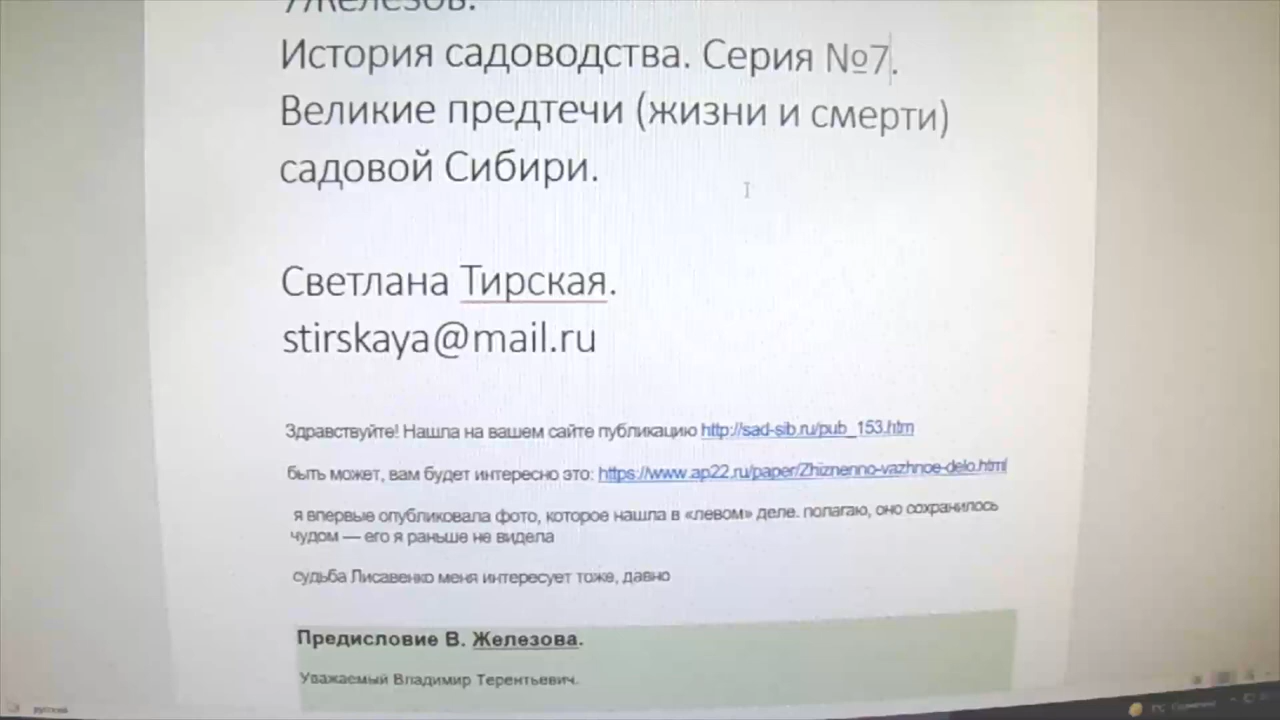 7Железов.
История садоводства. Серия №7.
Великие предтечи (жизни и смерти)
садовой Сибири.
Светлана Тирская.
stirskaya@mail.ru
Здравствуйте! Нашла на вашем сайте публикацию http://sad-sib.ru/pub_153.htm
быть может, вам будет интересно это: https://www.ap22.ru/paper/Zhiznenno-vazhnoe-delo.html
я впервые опубликовала фото, которое нашла в «левом» деле. полагаю, оно сохранилось
чудом — его я раньше не видела
судьба Лисавенко меня интересует тоже, давно
Предисловие В. Железова.
Уважаемый Владимир Терентьевич.
русский